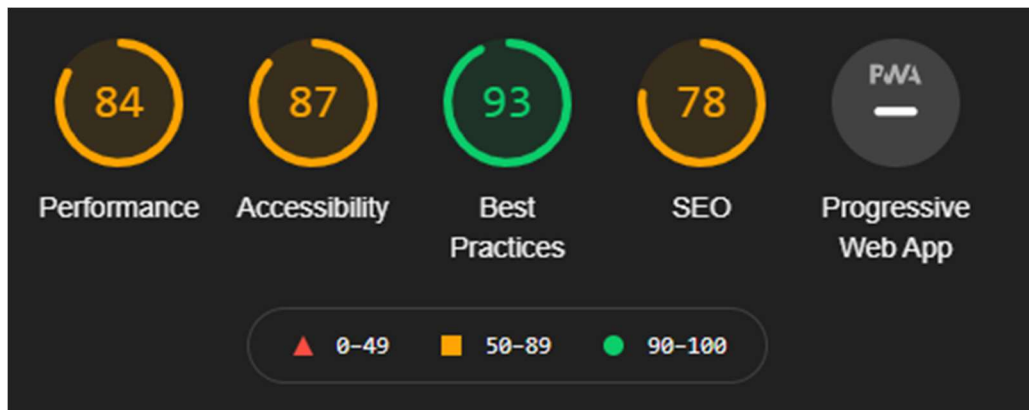 84
87
93
78
PWA
Performance
Accessibility
Best
Practices
SEO
Progressive
Web App
0–49
50–89
90–100